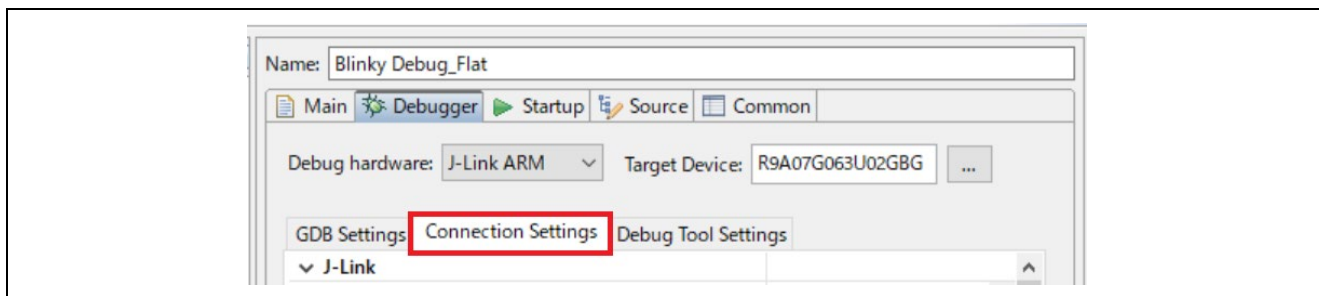 Name: Blinky Debug_Flat
Main Debugger Startup Source Common
Debug hardware: J-Link ARM Target Device: R9A07G063U02GBG ...
GDB Settings Connection Settings Debug Tool Settings
J-Link